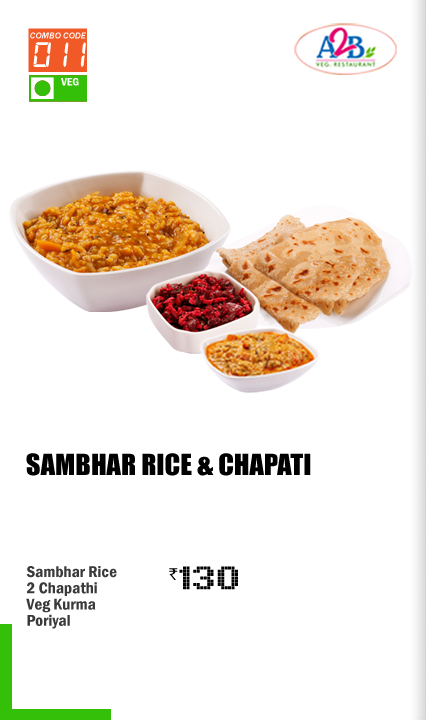 COMBO CODE
011
VEG
A2B
VEG. RESTAURANT
SAMBHAR RICE & CHAPATI
Sambhar Rice
2 Chapathi
Veg Kurma
Poriyal
₹130